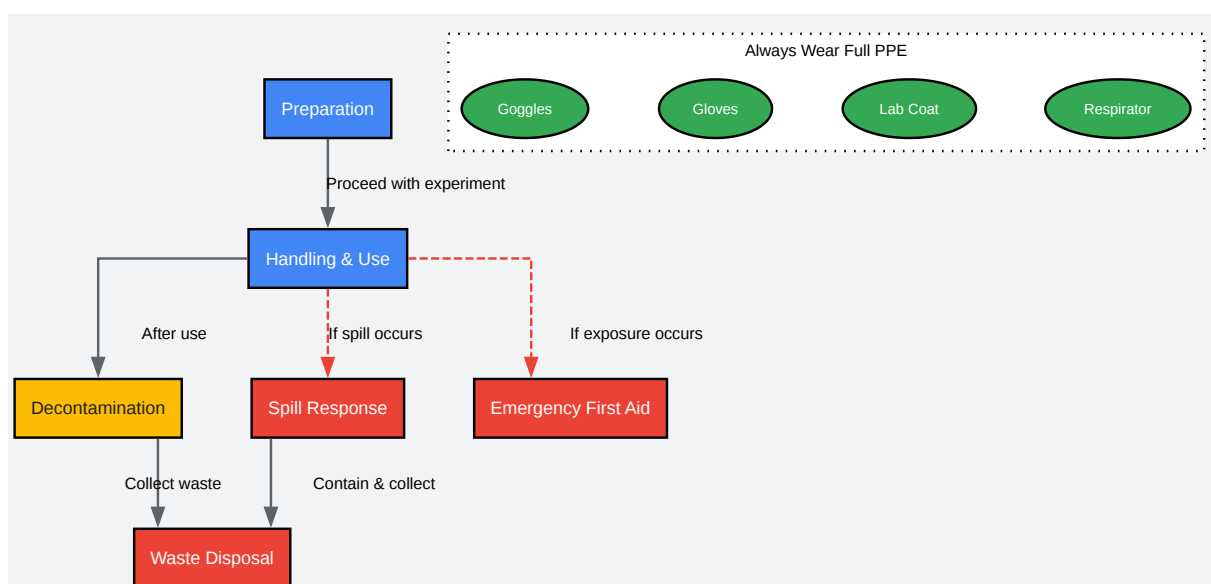 Always Wear Full PPE
Preparation
Goggles
Gloves
Lab Coat
Respirator
Proceed with experiment
Handling & Use
After use
If spill occurs
If exposure occurs
Decontamination
Spill Response
Emergency First Aid
Collect waste
Contain & collect
Waste Disposal